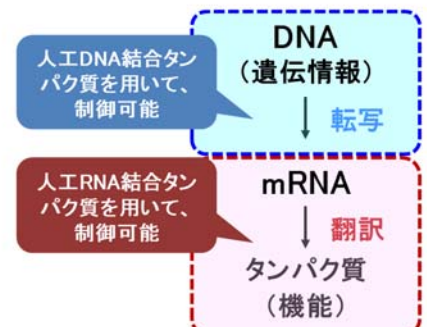 人工DNA結合タン
パク質を用いて、
制御可能
DNA
（遺伝情報）
転写
人工RNA結合タン
パク質を用いて、
制御可能
mRNA
翻訳
タンパク質
（機能）